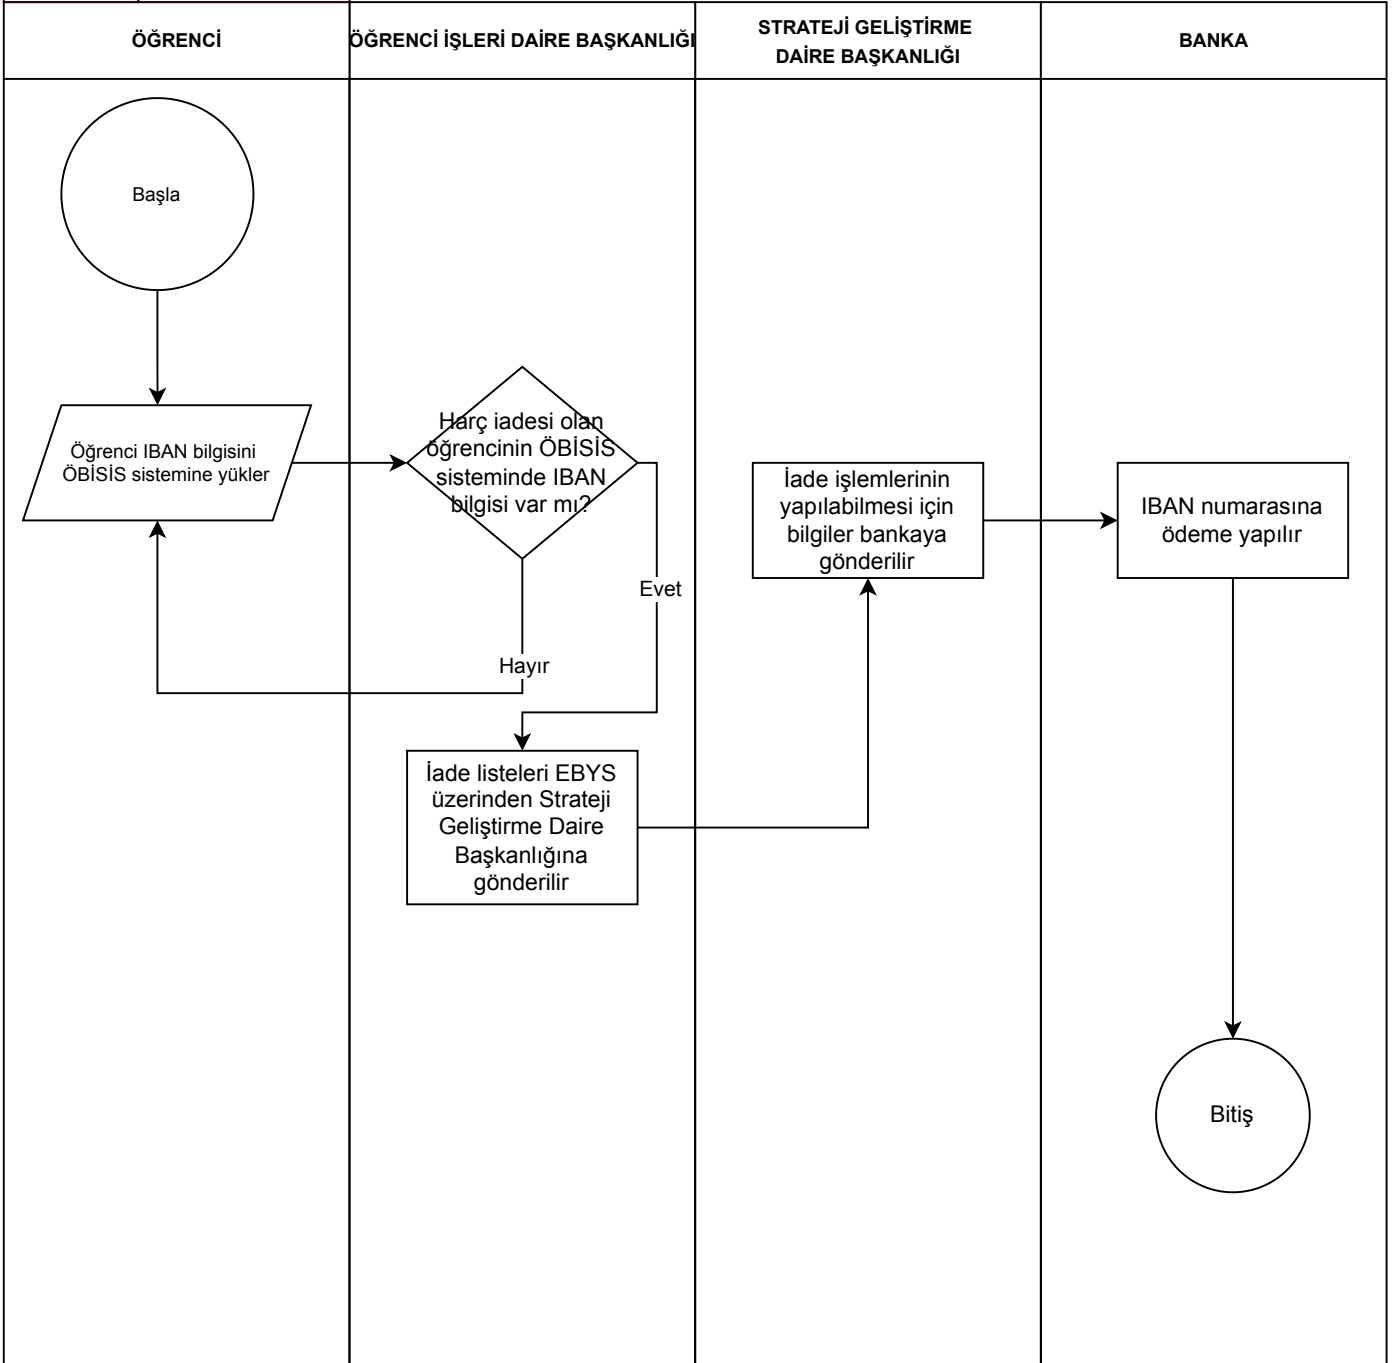 ÖĞRENCİ
ÖĞRENCİ İŞLERİ DAİRE BAŞKANLIĞI
STRATEJİ GELİŞTİRME
DAİRE BAŞKANLIĞI
BANKA
Başla
Öğrenci IBAN bilgisini
ÖBİSİS sistemine yükler
Harç iadesi olan
öğrencinin ÖBİSİS
sisteminde IBAN
bilgisi var mı?
Evet
Hayır
İade listeleri EBYS
üzerinden Strateji
Geliştirme Daire
Başkanlığına
gönderilir
İade işlemlerinin
yapılabilmesi için
bilgiler bankaya
gönderilir
IBAN numarasına
ödeme yapılır
Bitiş